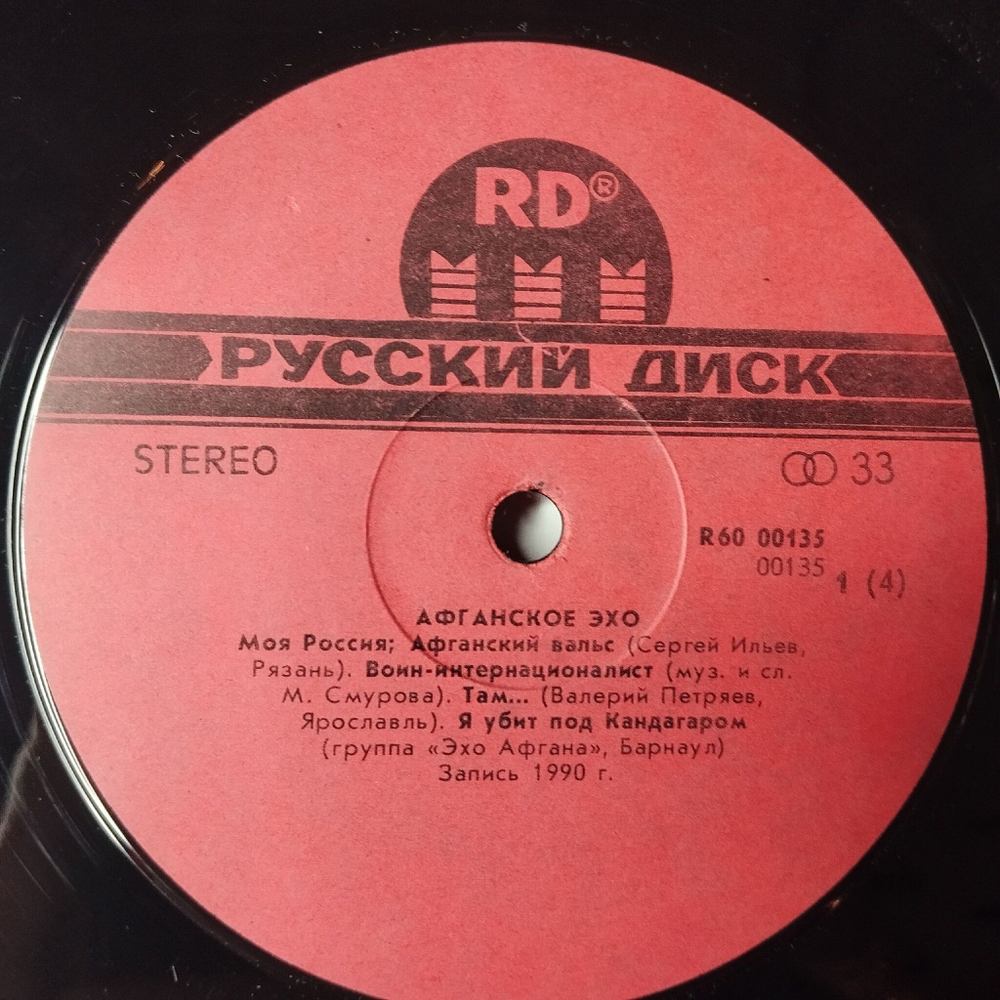 RD®
РУССКИЙ ДИСК
STEREO
33
R60 00135
00135 1 (4)
АФГАНСКОЕ ЭХО
Моя Россия; Афганский вальс (Сергей Ильев,
Рязань). Воин-интернационалист (муз. и сл.
М. Смурова). Там... (Валерий Петряев,
Ярославль). Я убит под Кандагаром
(группа «Эхо Афгана», Барнаул)
Запись 1990 г.